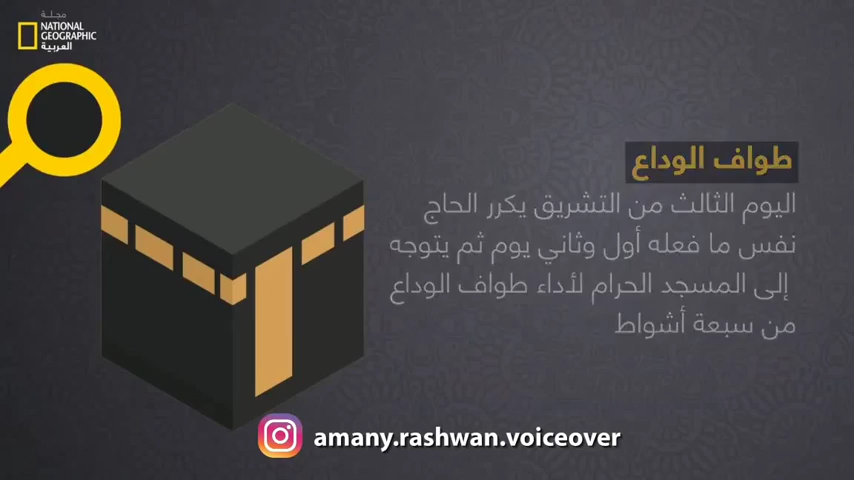 مجلة
NATIONAL
GEOGRAPHIC
العربية
طواف الوداع
اليوم الثالث من التشريق يكرر الحاج
نفس ما فعله أول وثاني يوم ثم يتوجه
إلى المسجد الحرام لأداء طواف الوداع
من سبعة أشواط
amany.rashwan.voiceover